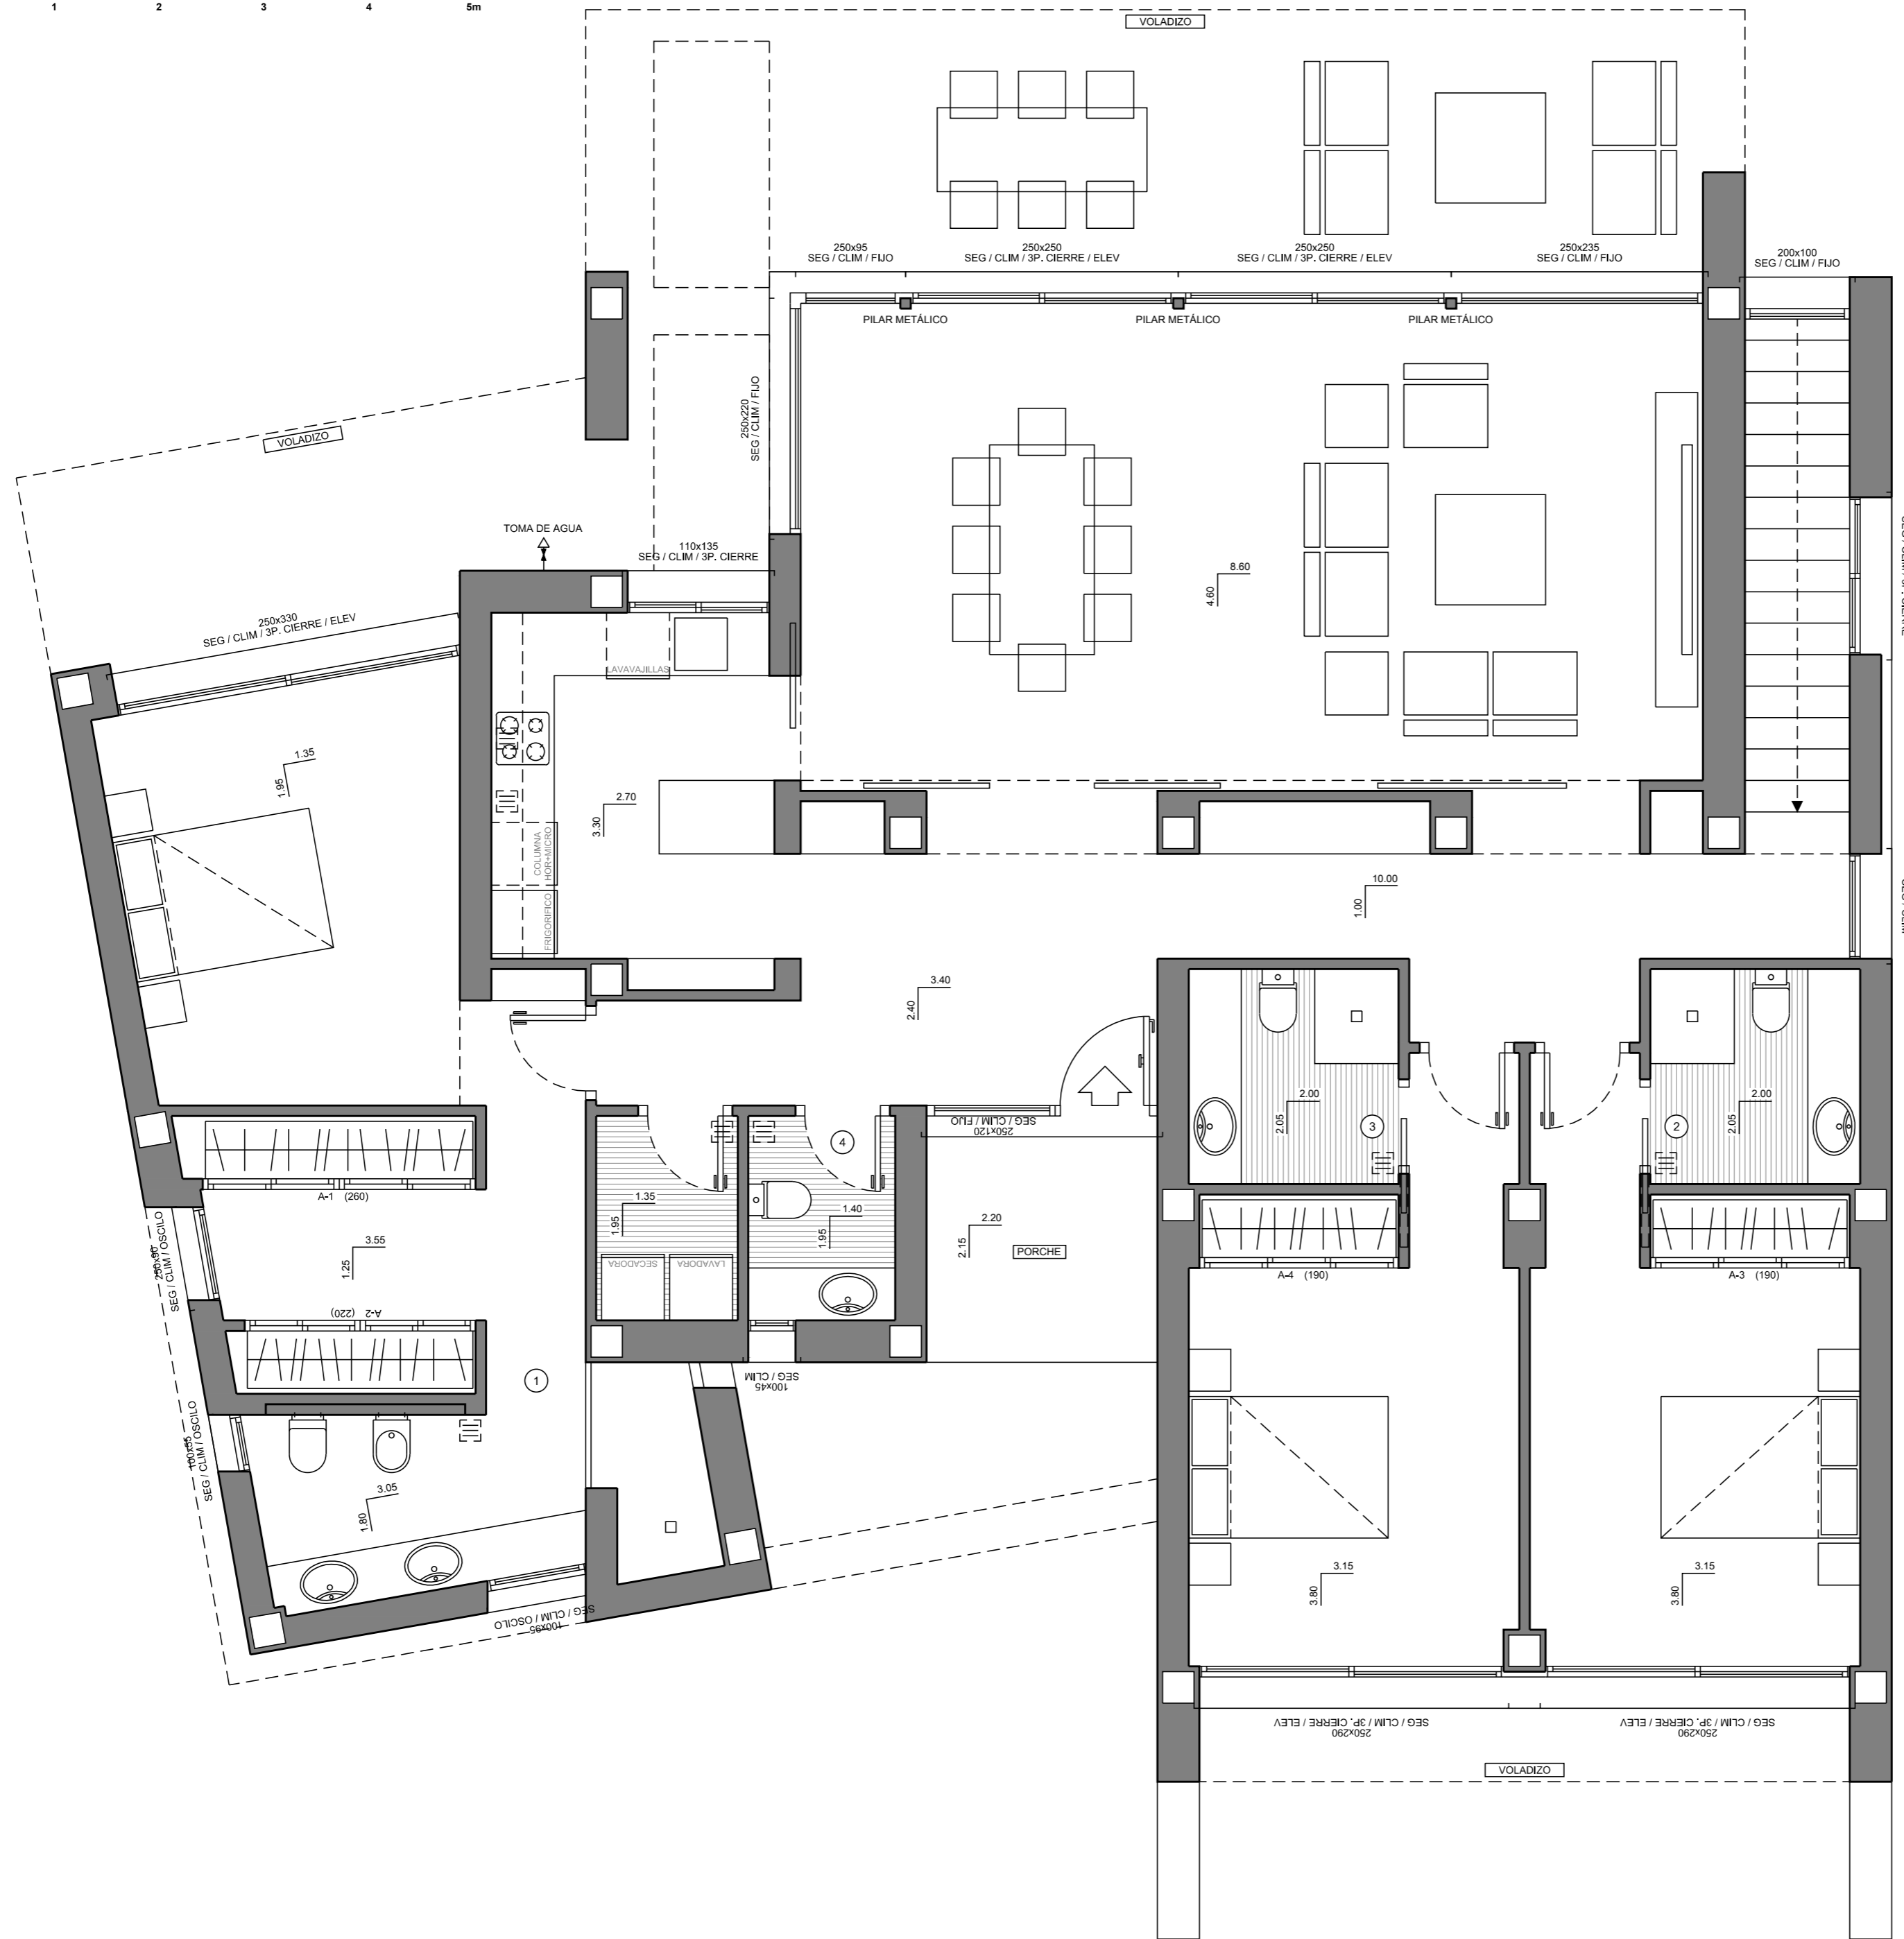 1 2 3 4 5m
VOLADIZO
250x95
SEG / CLIM / FIJO
250x250
SEG / CLIM / 3P. CIERRE / ELEV
250x250
SEG / CLIM / 3P. CIERRE / ELEV
250x235
SEG / CLIM / FIJO
200x100
SEG / CLIM / FIJO
PILAR METÁLICO
PILAR METÁLICO
PILAR METÁLICO
250x220
SEG / CLIM / FIJO
VOLADIZO
TOMA DE AGUA
110x135
SEG / CLIM / 3P. CIERRE
8.60
4.60
250x330
SEG / CLIM / 3P. CIERRE / ELEV
LAVAVAJILLAS
1.35
1.95
2.70
3.30
COLUMNA
HOR+MICRO
FRIGORIFICO
10.00
1.00
3.40
2.40
SEG / CLIM / FIJO
250x120
2.00
2.05
3
2.00
2.05
2
4
A-1 (260)
1.35
1.95
1.40
1.95
2.20
2.15
PORCHE
250x90
SEG / CLIM / OSCILO
3.55
1.25
SECADORA
LAVADORA
A-4 (190)
A-3 (190)
A-2 (220)
1
SEG / CLIM
100x45
100x55
SEG / CLIM / OSCILO
3.05
1.80
3.15
3.80
3.15
3.80
SEG / CLIM / OSCILO
100x95
SEG / CLIM / 3P. CIERRE / ELEV
250x290
SEG / CLIM / 3P. CIERRE / ELEV
250x290
VOLADIZO